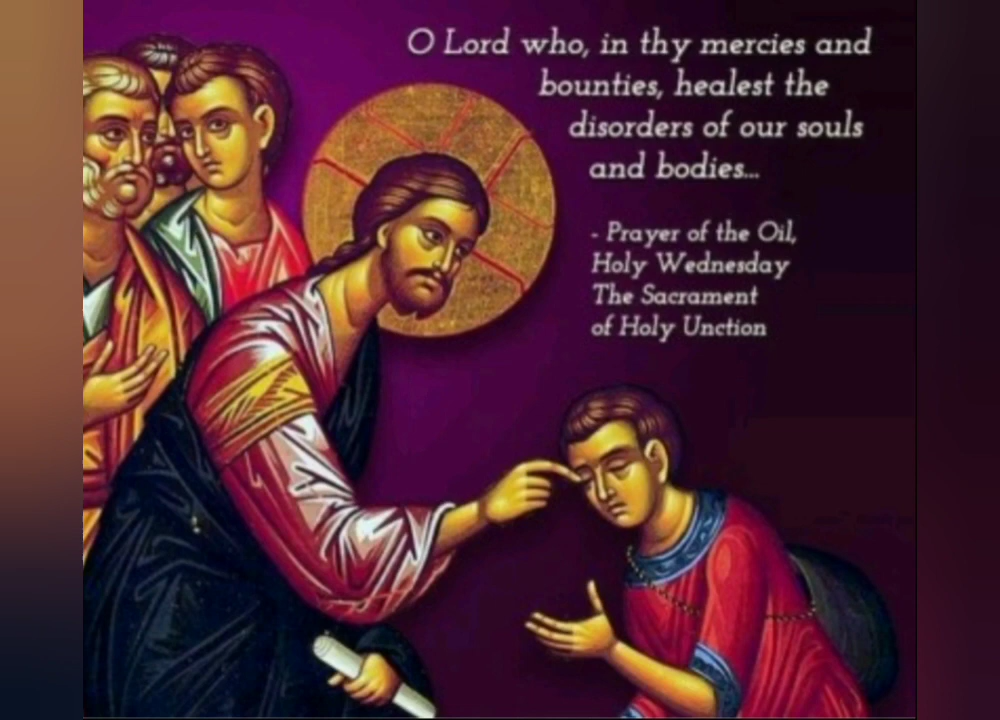 O Lord who, in thy mercies and
bounties, healest the
disorders of our souls
and bodies...
- Prayer of the Oil,
Holy Wednesday
The Sacrament
of Holy Unction